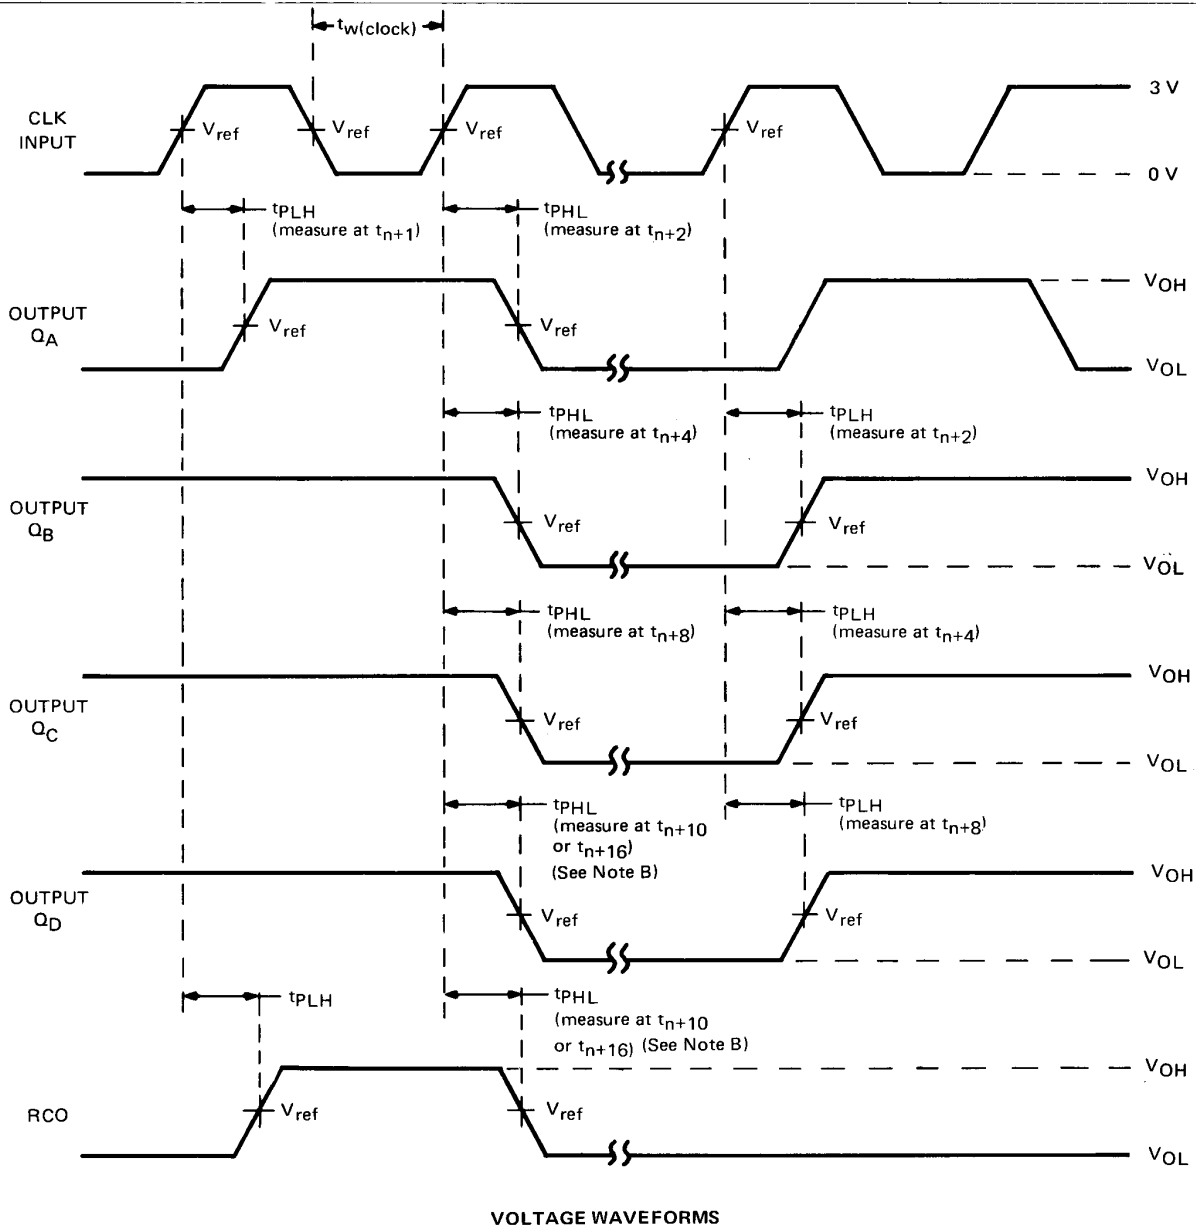 tw(clock)
CLK
INPUT
Vref
Vref
Vref
Vref
3 V
0 V
tPLH
(measure at tn+1)
tPHL
(measure at tn+2)
OUTPUT
QA
Vref
Vref
VOH
VOL
tPHL
(measure at tn+4)
tPLH
(measure at tn+2)
OUTPUT
QB
Vref
Vref
VOH
VOL
tPHL
(measure at tn+8)
tPLH
(measure at tn+4)
OUTPUT
QC
Vref
Vref
VOH
VOL
tPHL
(measure at tn+10
or tn+16)
(See Note B)
tPLH
(measure at tn+8)
OUTPUT
QD
Vref
Vref
VOH
VOL
tPLH
tPHL
(measure at tn+10
or tn+16) (See Note B)
RCO
Vref
Vref
VOH
VOL
VOLTAGE WAVEFORMS